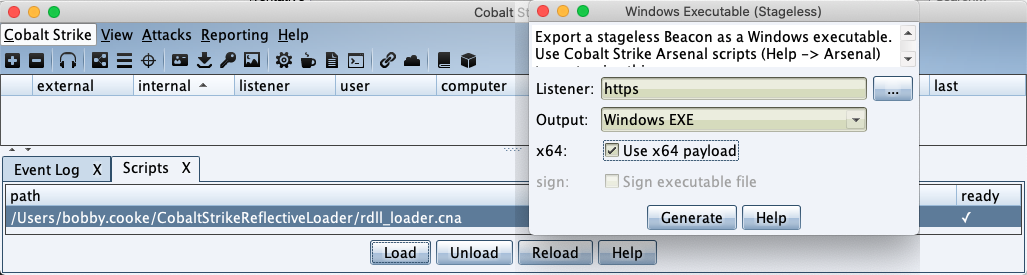 Cobalt St
Cobalt Strike View Attacks Reporting Help
external internal listener user computer last
Event Log X Scripts X
path ready
/Users/bobby.cooke/CobaltStrikeReflectiveLoader/rdll_loader.cna ✓
Load Unload Reload Help
Windows Executable (Stageless)
Export a stageless Beacon as a Windows executable.
Use Cobalt Strike Arsenal scripts (Help -> Arsenal)
Listener: https ...
Output: Windows EXE
x64: Use x64 payload
sign: Sign executable file
Generate Help